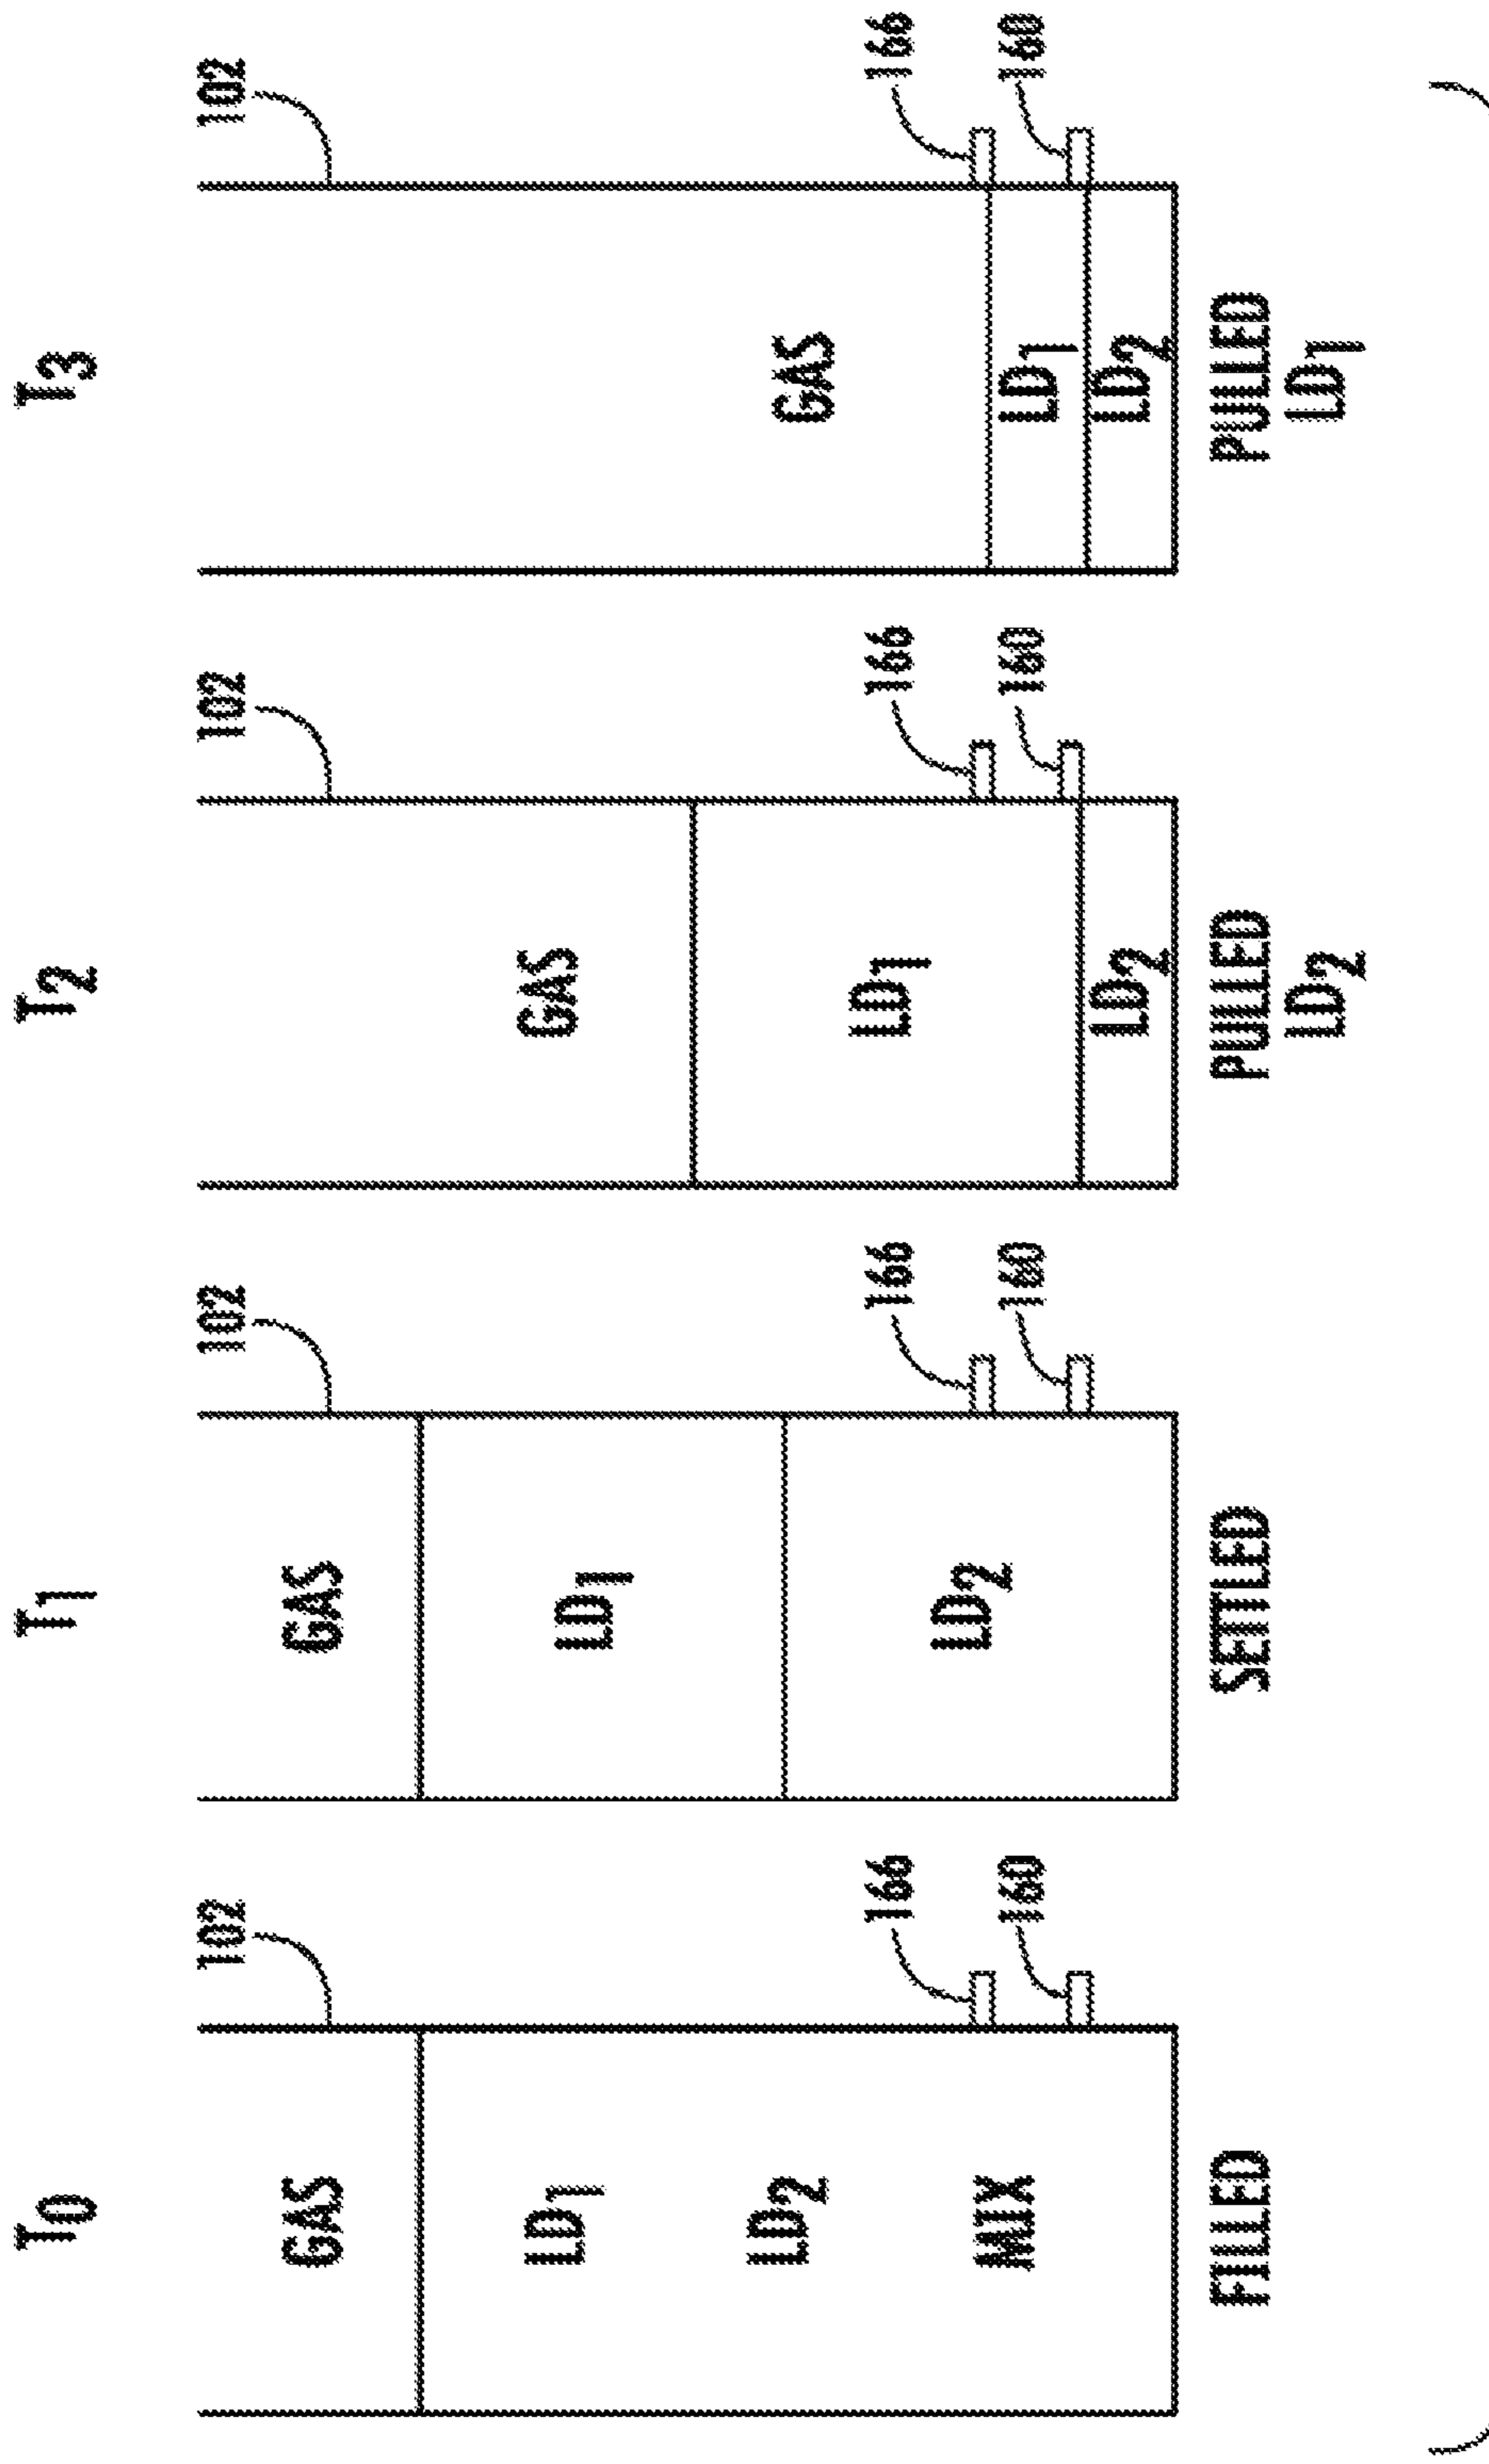 T0
102
GAS
LD1
LD2
MIX
166
160
FILLED
T1
102
GAS
LD1
LD2
166
160
SETTLED
T2
102
GAS
LD1
LD2
166
160
PULLED
LD2
T3
102
GAS
LD1
LD2
166
160
PULLED
LD1